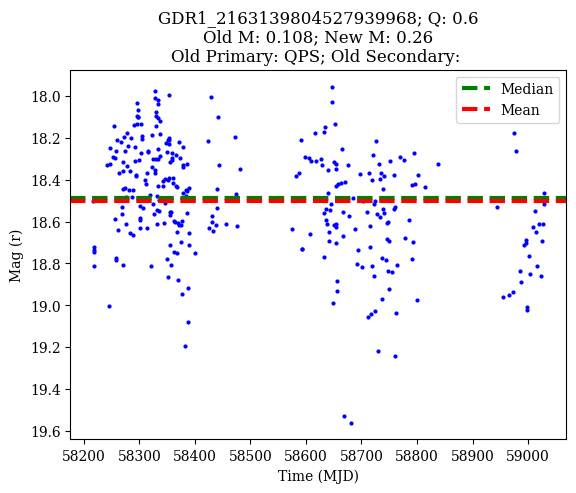 GDR1_2163139804527939968; Q: 0.6
Old M: 0.108; New M: 0.26
Old Primary: QPS; Old Secondary:
Median
Mean
Mag (r)
18.0
18.2
18.4
18.6
18.8
19.0
19.2
19.4
19.6
58200 58300 58400 58500 58600 58700 58800 58900 59000
Time (MJD)